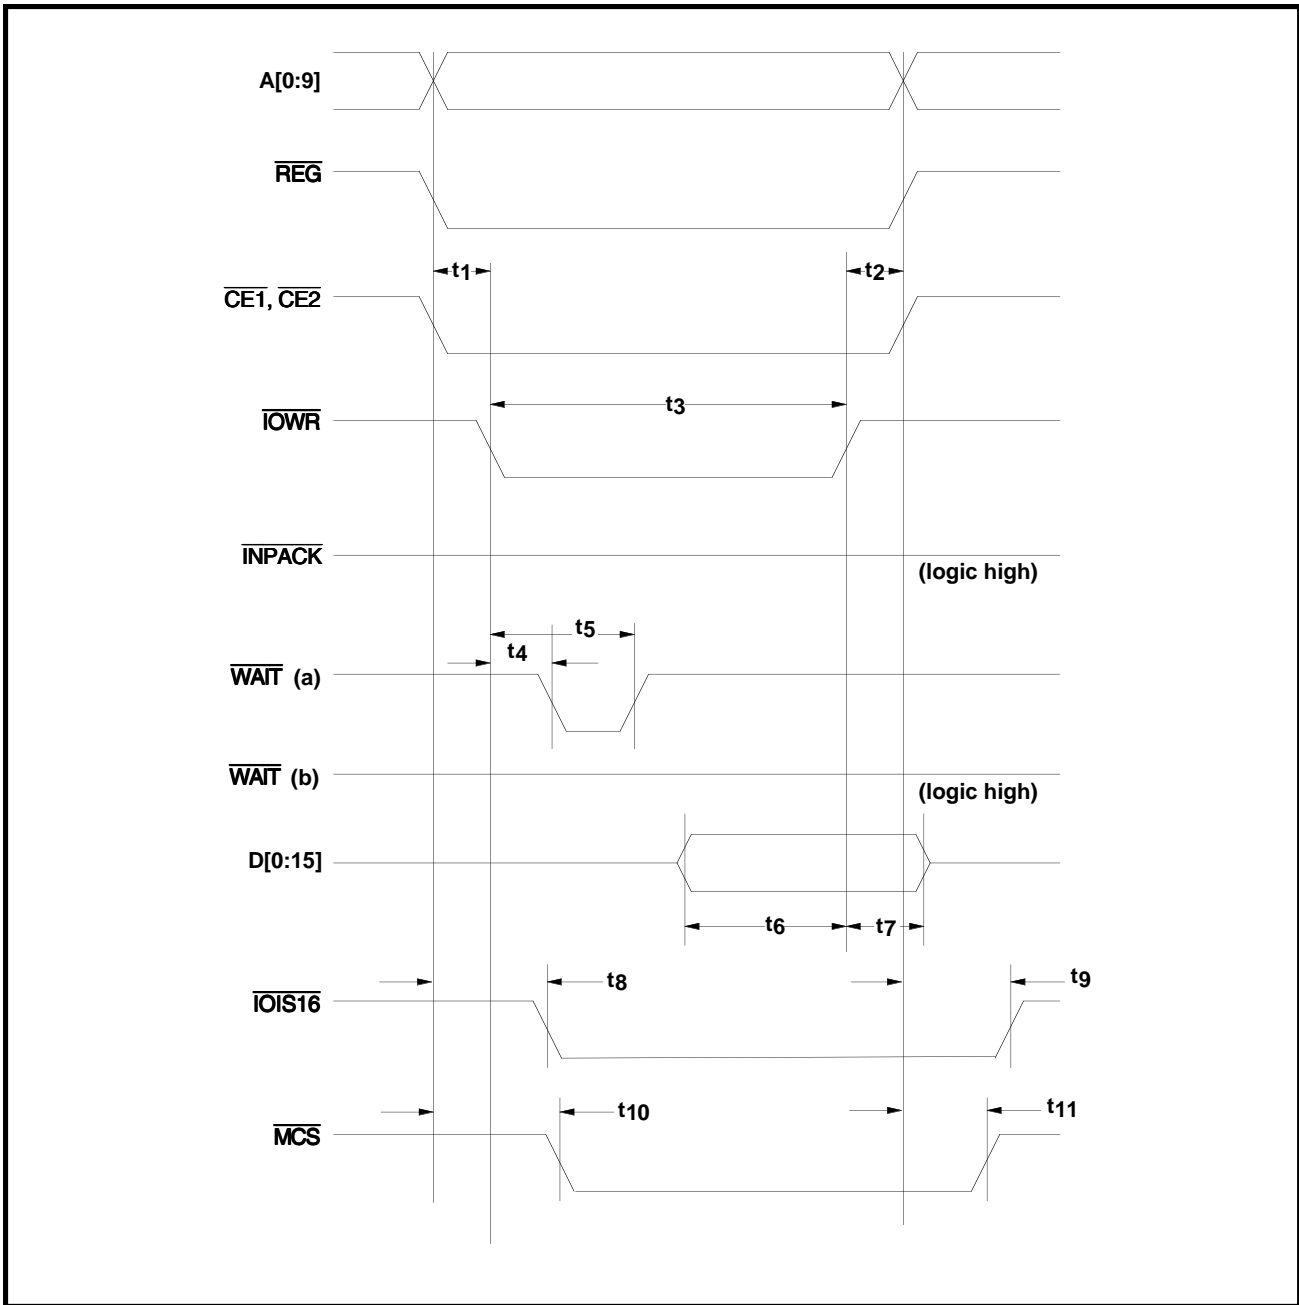 A[0:9]
REG
t1
t2
CE1, CE2
t3
IOWR
INPACK
(logic high)
t5
t4
WAIT (a)
WAIT (b)
(logic high)
D[0:15]
t6
t7
t8
t9
IOIS16
t10
t11
MCS